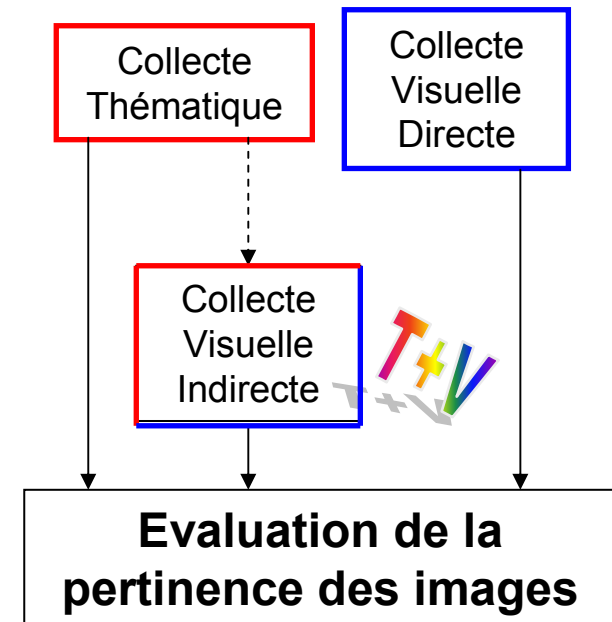 Collecte
Thématique
Collecte
Visuelle
Directe
Collecte
Visuelle
Indirecte
T+V
Evaluation de la
pertinence des images